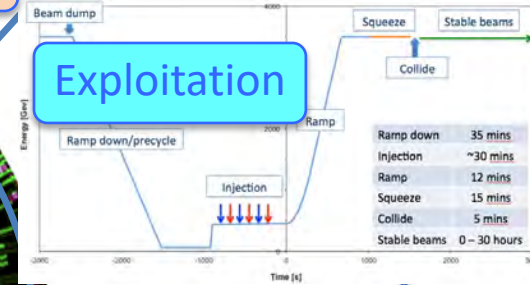 Beam dump
4000
Squeeze
Stable beams
Exploitation
Collide
Energy [Gev]
2000
Ramp
Ramp down/precycle
Injection
Ramp down 35 mins
Injection ~30 mins
Ramp 12 mins
Squeeze 15 mins
Collide 5 mins
Stable beams 0 – 30 hours
0
-2000
-1000
0
1000
2000
Time [s]